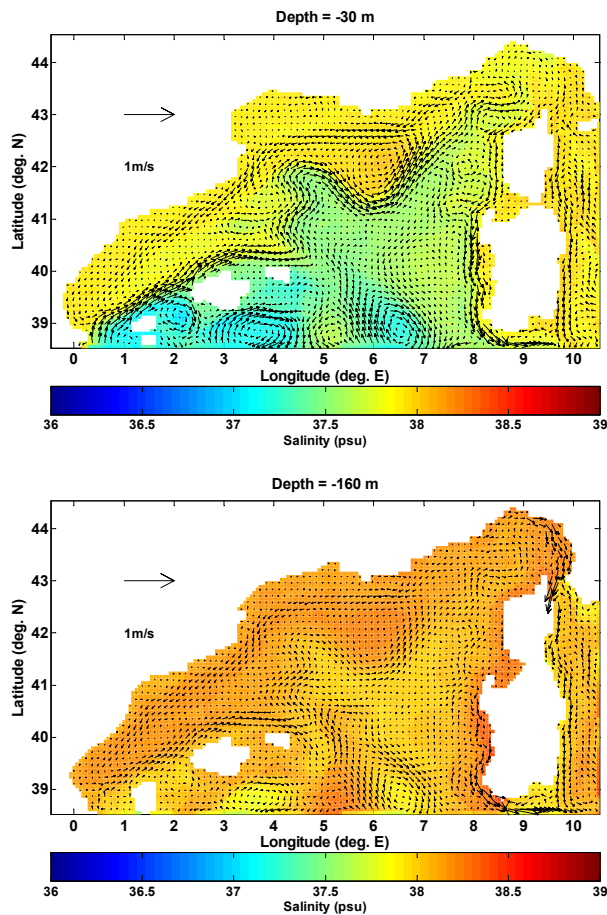 Depth = -30 m
44
43
42
41
40
39
Latitude (deg. N)
1m/s
0 1 2 3 4 5 6 7 8 9 10
Longitude (deg. E)
36 36.5 37 37.5 38 38.5 39
Salinity (psu)
Depth = -160 m
44
43
42
41
40
39
Latitude (deg. N)
1m/s
0 1 2 3 4 5 6 7 8 9 10
Longitude (deg. E)
36 36.5 37 37.5 38 38.5 39
Salinity (psu)